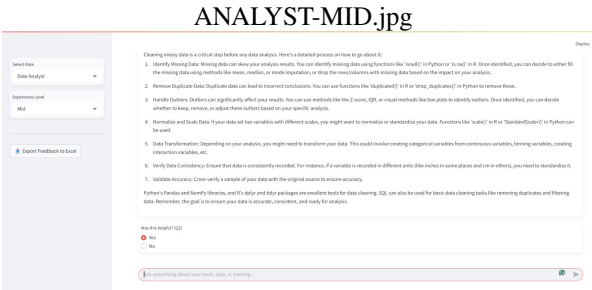 ANALYST-MID.jpg
Deploy
Select Role
Data Analyst
Experience Level
Mid
Export Feedback to Excel
Cleaning messy data is a critical step before any data analysis. Here's a detailed process on how to go about it:
1. Identify Missing Data: Missing data can skew your analysis results. You can identify missing data using functions like 'isnull()' in Python or 'is.na()' in R. Once identified, you can decide to either fill
the missing data using methods like mean, median, or mode imputation, or drop the rows/columns with missing data based on the impact on your analysis.
2. Remove Duplicate Data: Duplicate data can lead to incorrect conclusions. You can use functions like 'duplicated()' in R or 'drop_duplicates()' in Python to remove these.
3. Handle Outliers: Outliers can significantly affect your results. You can use methods like the Z-score, IQR, or visual methods like box plots to identify outliers. Once identified, you can decide
whether to keep, remove, or adjust these outliers based on your specific analysis.
4. Normalize and Scale Data: If your data set has variables with different scales, you might want to normalize or standardize your data. Functions like 'scale()' in R or 'StandardScaler()' in Python can
be used.
5. Data Transformation: Depending on your analysis, you might need to transform your data. This could involve creating categorical variables from continuous variables, binning variables, creating
interaction variables, etc.
6. Verify Data Consistency: Ensure that data is consistently recorded. For instance, if a variable is recorded in different units (like inches in some places and cm in others), you need to standardize it.
7. Validate Accuracy: Cross-verify a sample of your data with the original source to ensure accuracy.
Python's Pandas and NumPy libraries, and R's dplyr and tidyr packages are excellent tools for data cleaning. SQL can also be used for basic data cleaning tasks like removing duplicates and filtering
data. Remember, the goal is to ensure your data is accurate, consistent, and ready for analysis.
Was this helpful? (Q2)
Yes
No
Ask something about your tools, data, or training...